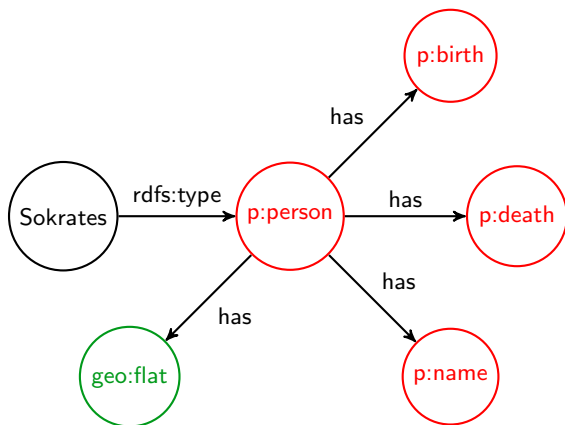 p:birth
has
rdfs:type
has
Sokrates
p:person
p:death
has
has
geo:flat
p:name